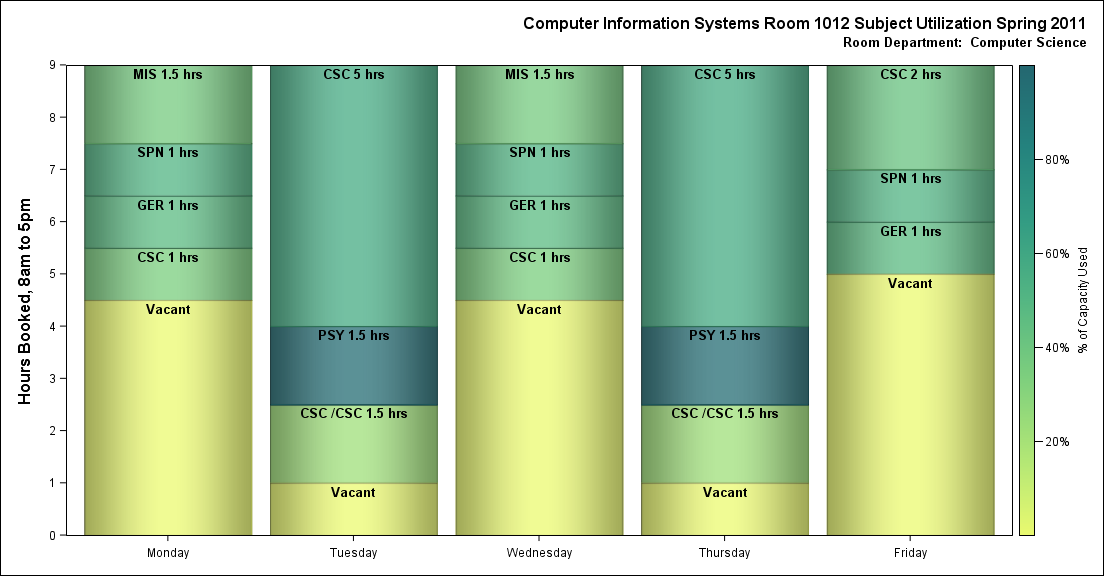 Computer Information Systems Room 1012 Subject Utilization Spring 2011
Room Department: Computer Science
Hours Booked, 8am to 5pm
9
8
7
6
5
4
3
2
1
0
MIS 1.5 hrs
SPN 1 hrs
GER 1 hrs
CSC 1 hrs
Vacant
Monday
CSC 5 hrs
PSY 1.5 hrs
CSC /CSC 1.5 hrs
Vacant
Tuesday
MIS 1.5 hrs
SPN 1 hrs
GER 1 hrs
CSC 1 hrs
Vacant
Wednesday
CSC 5 hrs
PSY 1.5 hrs
CSC /CSC 1.5 hrs
Vacant
Thursday
CSC 2 hrs
SPN 1 hrs
GER 1 hrs
Vacant
Friday
80%
60%
40%
20%
% of Capacity Used